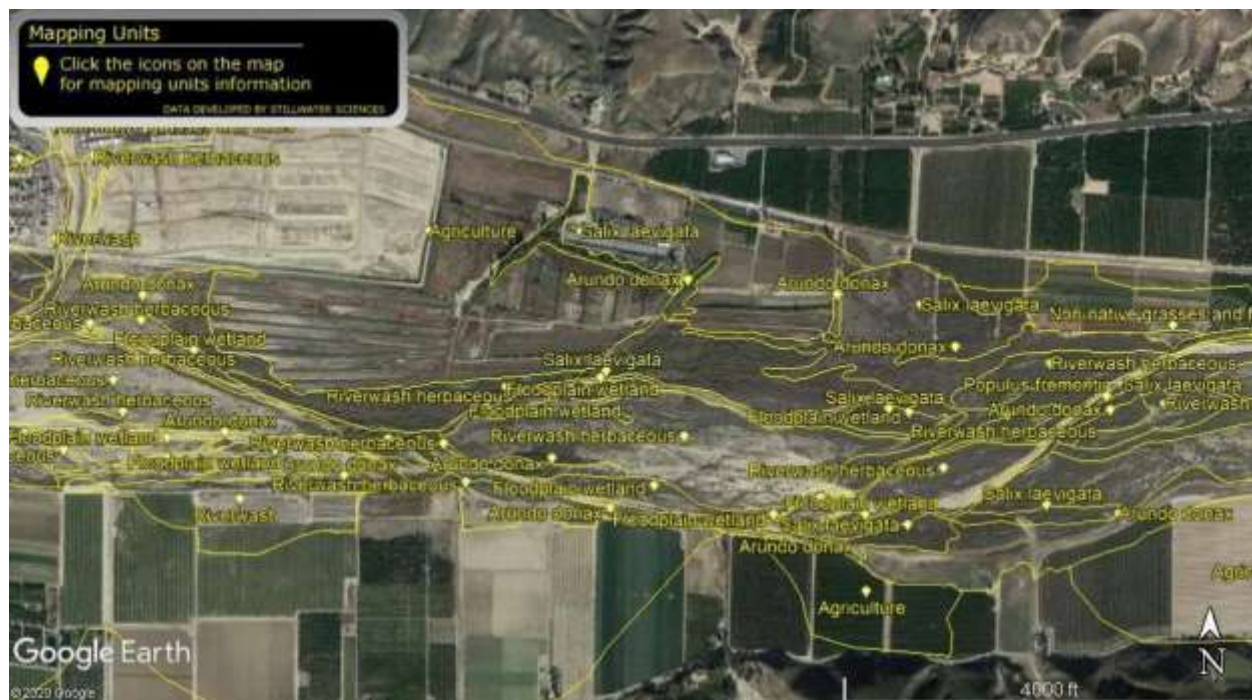 Mapping Units
Click the icons on the map
for mapping units information
DATA DEVELOPED BY STILLWATER SCIENCES
Riverwash herbaceous
Riverwash
Agriculture
Salix laevigata
Arundo donax
Arundo donax
Arundo donax
Salix laevigata
Riverwash herbaceous
Non-native grasses and
baceous
Floodplain wetland
Arundo donax
Riverwash herbaceous
Salix laevigata
Riverwash herbaceous
herbaceous
Floodplain wetland
Populus fremontii
Salix laevigata
Riverwash herbaceous
Riverwash herbaceous
Salix laevigata
Riverwash
Floodplain wetland
Floodplain wetland
Arundo donax
Arundo donax
Riverwash herbaceous
Floodplain wetland
Riverwash herbaceous
Riverwash herbaceous
ceous
Floodplain wetland
Arundo donax
Riverwash herbaceous
Riverwash herbaceous
Floodplain wetland
Salix laevigata
Riverwash
Arundo donax
Floodplain wetland
Salix laevigata
Arundo donax
Arundo donax
Agriculture
Google Earth
N
© 2020 Google
4000 ft